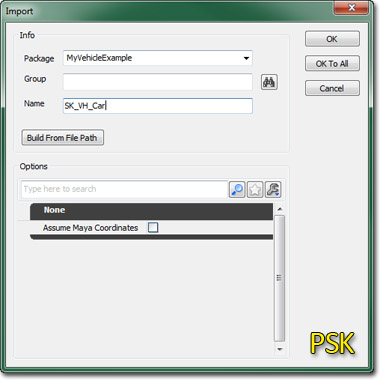 Import
Info
OK
Package MyVehicleExample
OK To All
Group
Cancel
Name SK_VH_Car
Build From File Path
Options
Type here to search
None
Assume Maya Coordinates
PSK